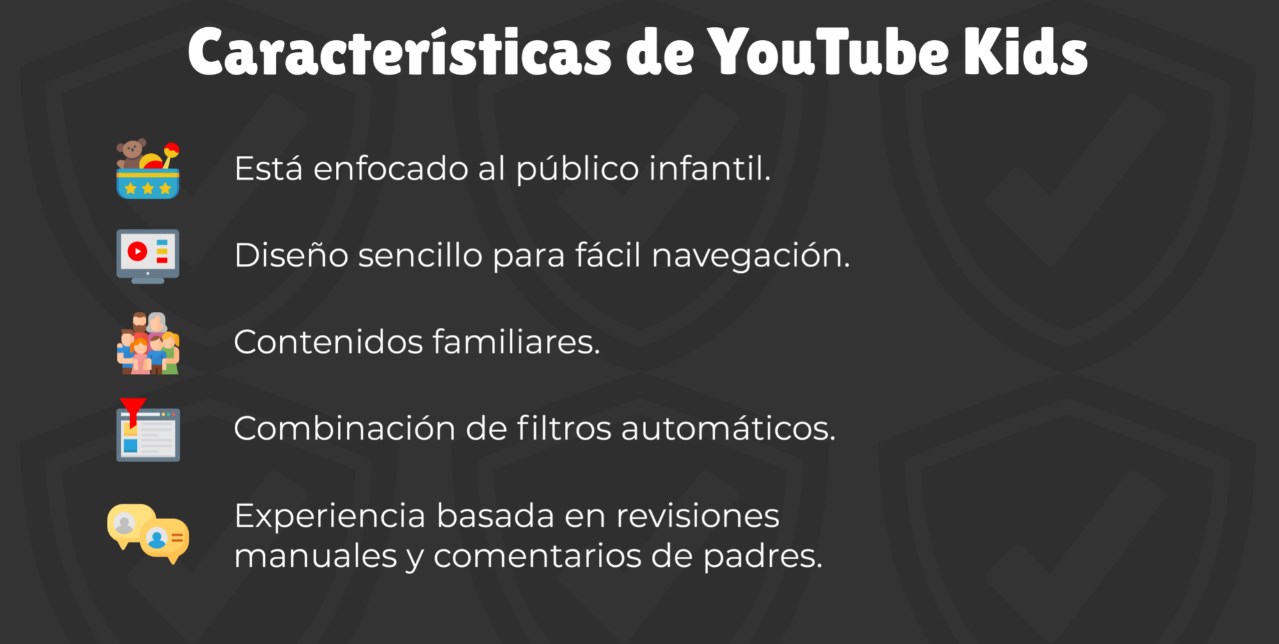 Características de YouTube Kids
Está enfocado al público infantil.
Diseño sencillo para fácil navegación.
Contenidos familiares.
Combinación de filtros automáticos.
Experiencia basada en revisiones
manuales y comentarios de padres.